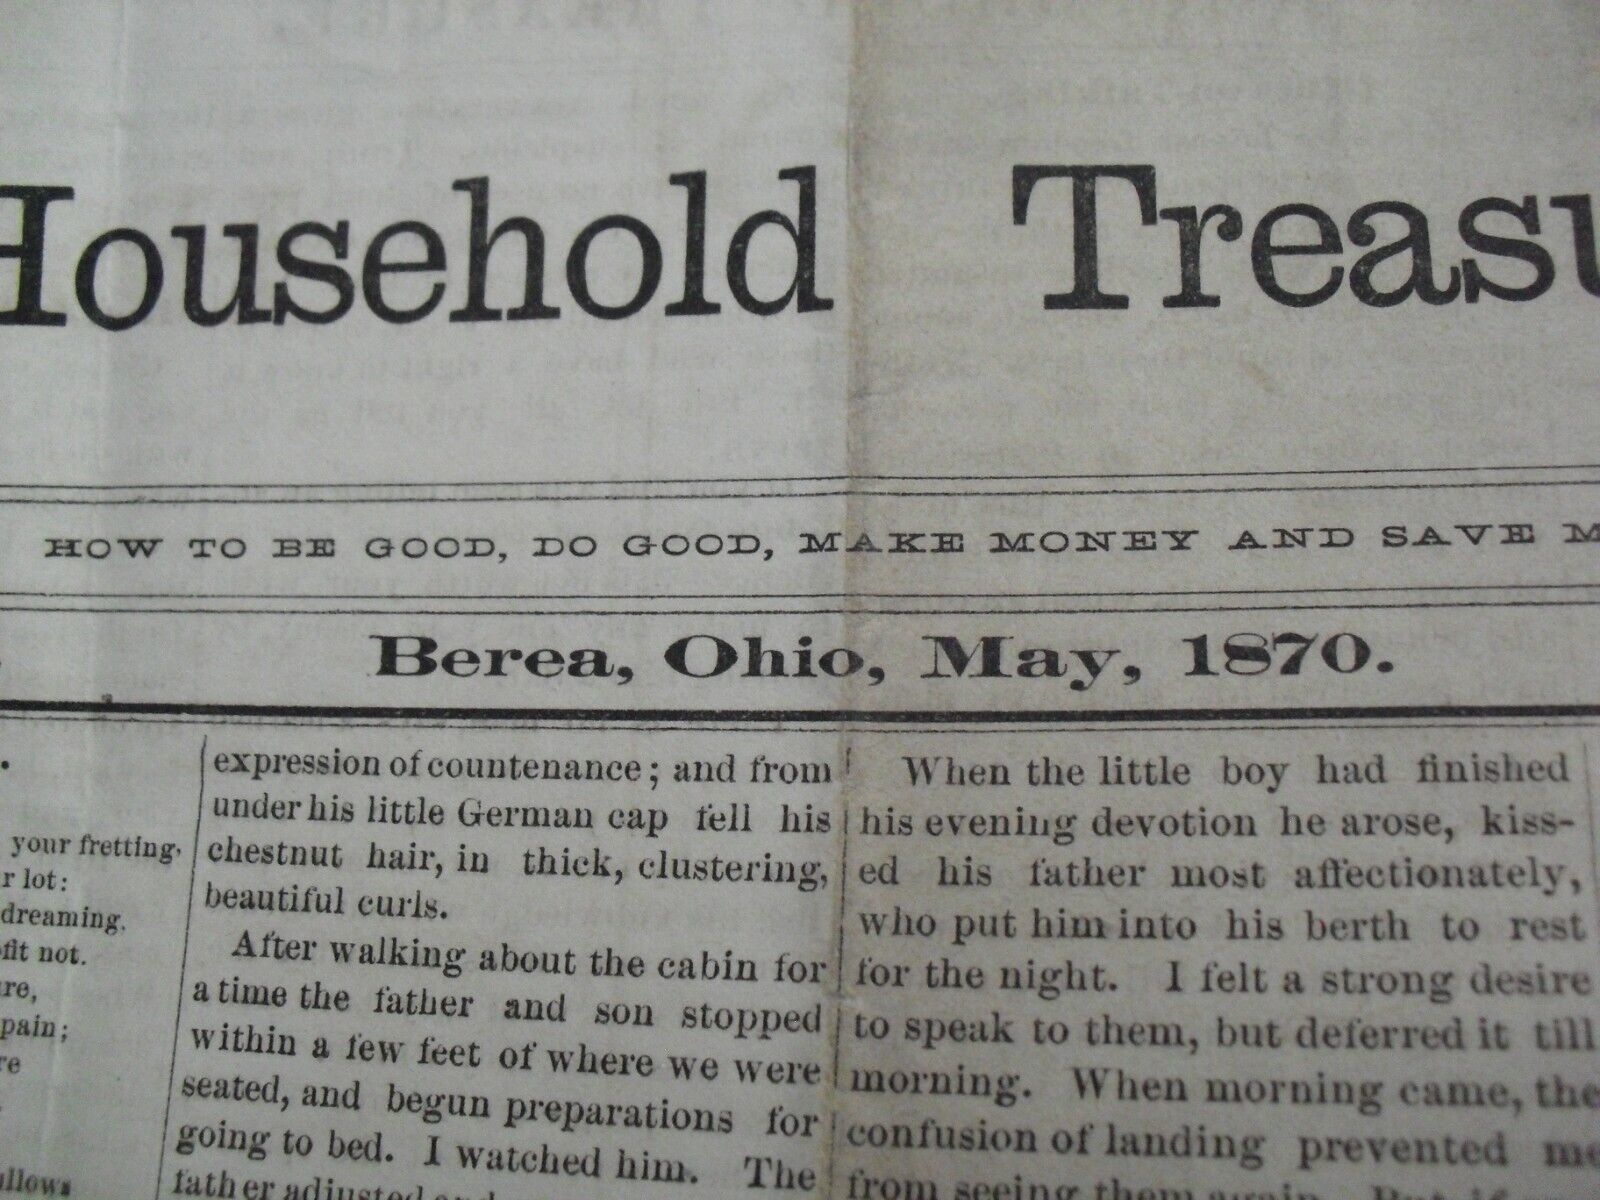 Household Treasu
HOW TO BE GOOD, DO GOOD, MAKE MONEY AND SAVE M
Berea, Ohio, May, 1870.
your fretting,
r lot:
dreaming,
fit not.
re,
pain;
re
llows
expression of countenance; and from
under his little German cap fell his
chestnut hair, in thick, clustering,
beautiful curls.
After walking about the cabin for
a time the father and son stopped
within a few feet of where we were
seated, and begun preparations for
going to bed. I watched him. The
father adjusted
When the little boy had finished
his evening devotion he arose, kiss-
ed his father most affectionately,
who put him into his berth to rest
for the night. I felt a strong desire
to speak to them, but deferred it till
morning. When morning came, the
confusion of landing prevented me
from seeing them again.